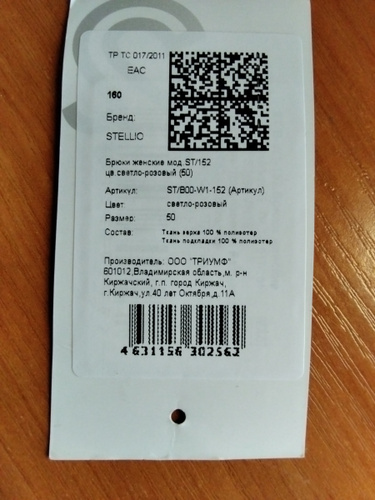 ТР ТС 017/2011
ЕАС
160
Бренд:
STELLIO
Брюки женские мод.ST/152
цв.светло-розовый (50)
Артикул: ST/B00-W1-152 (Артикул)
Цвет: светло-розовый
Размер: 50
Состав: Ткань верха 100 % полиэстер
Ткань подкладки 100 % полиэстер
Производитель: ООО "ТРИУМФ"
601012,Владимирская область,м. р-н
Киржачский, г.п. город Киржач,
г.Киржач,ул.40 лет Октября,д.11А
4631156302562